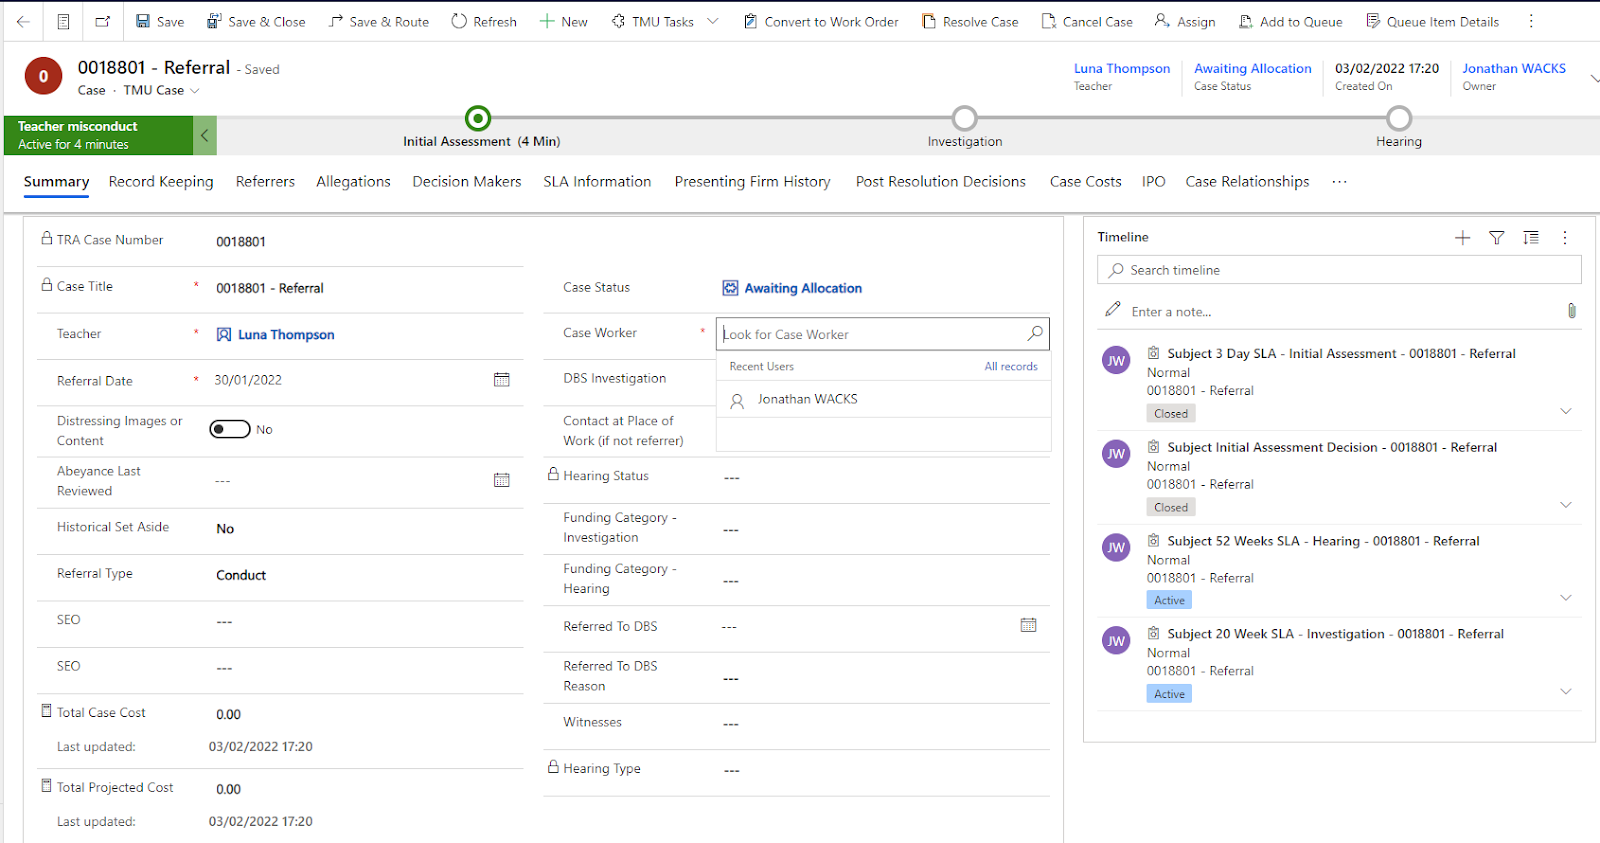 Save
Save & Close
Save & Route
Refresh
New
TMU Tasks
Convert to Work Order
Resolve Case
Cancel Case
Assign
Add to Queue
Queue Item Details
0
0018801 - Referral - Saved
Case · TMU Case
Luna Thompson
Teacher
Awaiting Allocation
Case Status
03/02/2022 17:20
Created On
Jonathan WACKS
Owner
Teacher misconduct
Active for 4 minutes
Initial Assessment (4 Min)
Investigation
Hearing
Summary
Record Keeping
Referrers
Allegations
Decision Makers
SLA Information
Presenting Firm History
Post Resolution Decisions
Case Costs
IPO
Case Relationships
TRA Case Number
0018801
Case Title
*
0018801 - Referral
Teacher
*
Luna Thompson
Referral Date
*
30/01/2022
Distressing Images or
Content
No
Abeyance Last
Reviewed
---
Historical Set Aside
No
Referral Type
Conduct
SEO
---
SEO
---
Total Case Cost
0.00
Last updated:
03/02/2022 17:20
Total Projected Cost
0.00
Last updated:
03/02/2022 17:20
Case Status
Awaiting Allocation
Case Worker
*
Look for Case Worker
Recent Users
All records
Jonathan WACKS
DBS Investigation
Contact at Place of
Work (if not referrer)
Hearing Status
---
Funding Category -
Investigation
---
Funding Category -
Hearing
---
Referred To DBS
---
Referred To DBS
Reason
---
Witnesses
---
Hearing Type
---
Timeline
Search timeline
Enter a note...
JW
Subject 3 Day SLA - Initial Assessment - 0018801 - Referral
Normal
0018801 - Referral
Closed
JW
Subject Initial Assessment Decision - 0018801 - Referral
Normal
0018801 - Referral
Closed
JW
Subject 52 Weeks SLA - Hearing - 0018801 - Referral
Normal
0018801 - Referral
Active
JW
Subject 20 Week SLA - Investigation - 0018801 - Referral
Normal
0018801 - Referral
Active